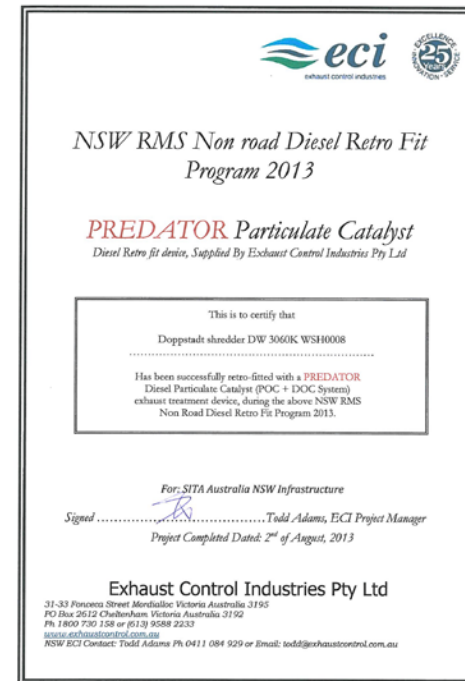 eci
exhaust control industries
EXCELLENCE
25
Years
INNOVATION - SERVICE
NSW RMS Non road Diesel Retro Fit
Program 2013
PREDATOR Particulate Catalyst
Diesel Retro fit device, Supplied By Exhaust Control Industries Pty Ltd
This is to certify that
Doppstadt shredder DW 3060K WSH0008
Has been successfully retro-fitted with a PREDATOR
Diesel Particulate Catalyst (POC + DOC System)
exhaust treatment device, during the above NSW RMS
Non Road Diesel Retro Fit Program 2013.
For: SITA Australia NSW Infrastructure
Signed .......................................... Todd Adams, ECI Project Manager
Project Completed Dated: 2nd of August, 2013
Exhaust Control Industries Pty Ltd
31-33 Fonceca Street Mordialloc Victoria Australia 3195
PO Box 2612 Cheltenham Victoria Australia 3192
Ph 1800 730 158 or (613) 9588 2233
www.exhaustcontrol.com.au
NSW ECI Contact: Todd Adams Ph 0411 084 929 or Email: todd@exhaustcontrol.com.au